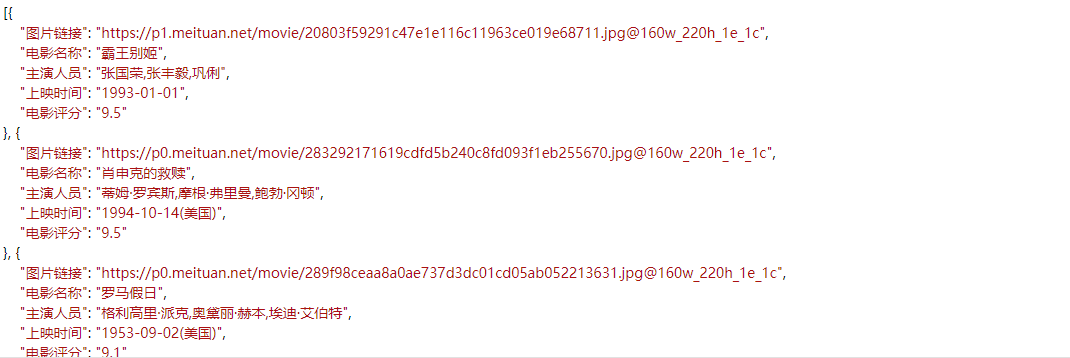 [{
"图片链接": "https://p1.meituan.net/movie/20803f59291c47e1e116c11963ce019e68711.jpg@160w_220h_1e_1c",
"电影名称": "霸王别姬",
"主演人员": "张国荣,张丰毅,巩俐",
"上映时间": "1993-01-01",
"电影评分": "9.5"
}, {
"图片链接": "https://p0.meituan.net/movie/283292171619cdfd5b240c8fd093f1eb255670.jpg@160w_220h_1e_1c",
"电影名称": "肖申克的救赎",
"主演人员": "蒂姆·罗宾斯,摩根·弗里曼,鲍勃·冈顿",
"上映时间": "1994-10-14(美国)",
"电影评分": "9.5"
}, {
"图片链接": "https://p0.meituan.net/movie/289f98ceaa8a0ae737d3dc01cd05ab052213631.jpg@160w_220h_1e_1c",
"电影名称": "罗马假日",
"主演人员": "格利高里·派克,奥黛丽·赫本,埃迪·艾伯特",
"上映时间": "1953-09-02(美国)",
"电影评分": "9.1"